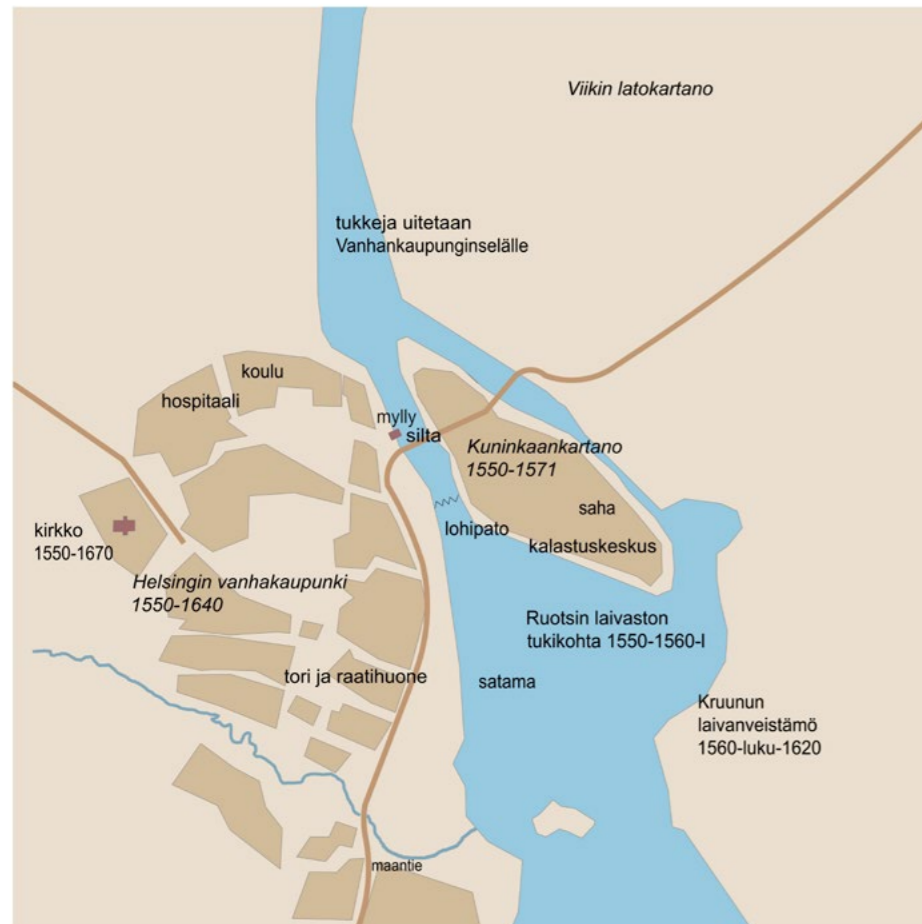 Viikin latokartano
tukkeja uitetaan
Vanhankaupunginselälle
koulu
hospitaali
mylly
silta
Kuninkaankartano
1550-1571
saha
lohipato
kalastuskeskus
kirkko
1550-1670
Helsingin vanhakaupunki
1550-1640
Ruotsin laivaston
tukikohta 1550-1560-l
tori ja raatihuone
satama
Kruunun
laivanveistämö
1560-luku-1620
maantie